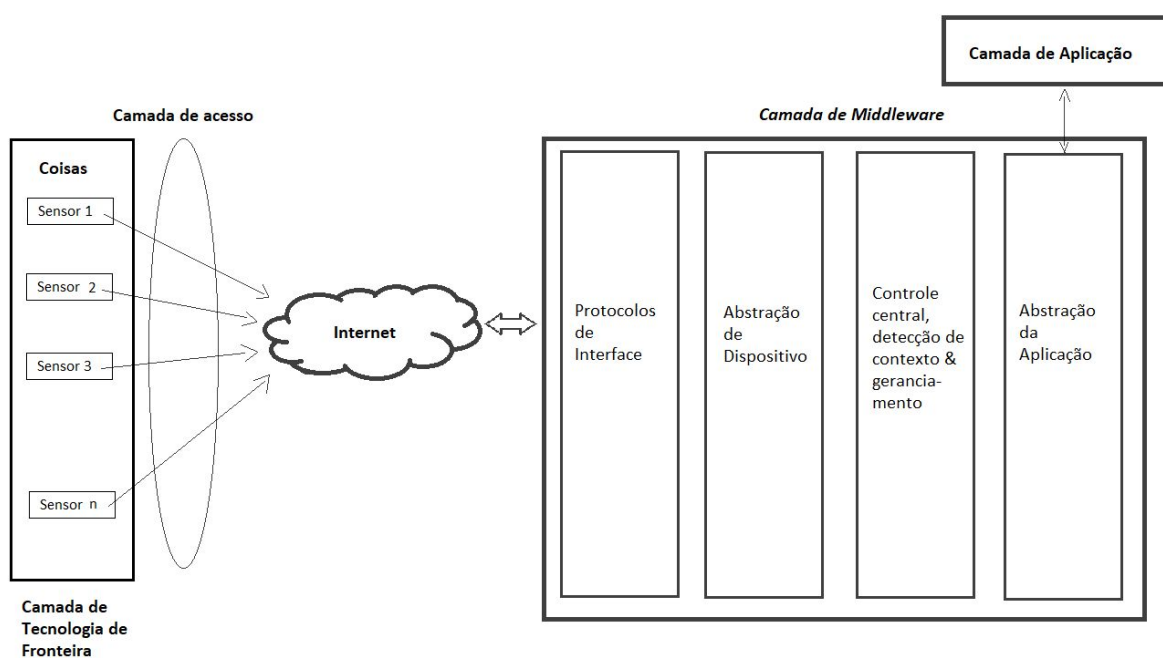 Camada de Aplicação
Camada de acesso
Camada de Middleware
Coisas
Sensor 1
Sensor 2
Sensor 3
Sensor n
Internet
Protocolos
de
Interface
Abstração
de
Dispositivo
Controle
central,
detecção de
contexto &
gerancia-
mento
Abstração
da
Aplicação
Camada de
Tecnologia de
Fronteira